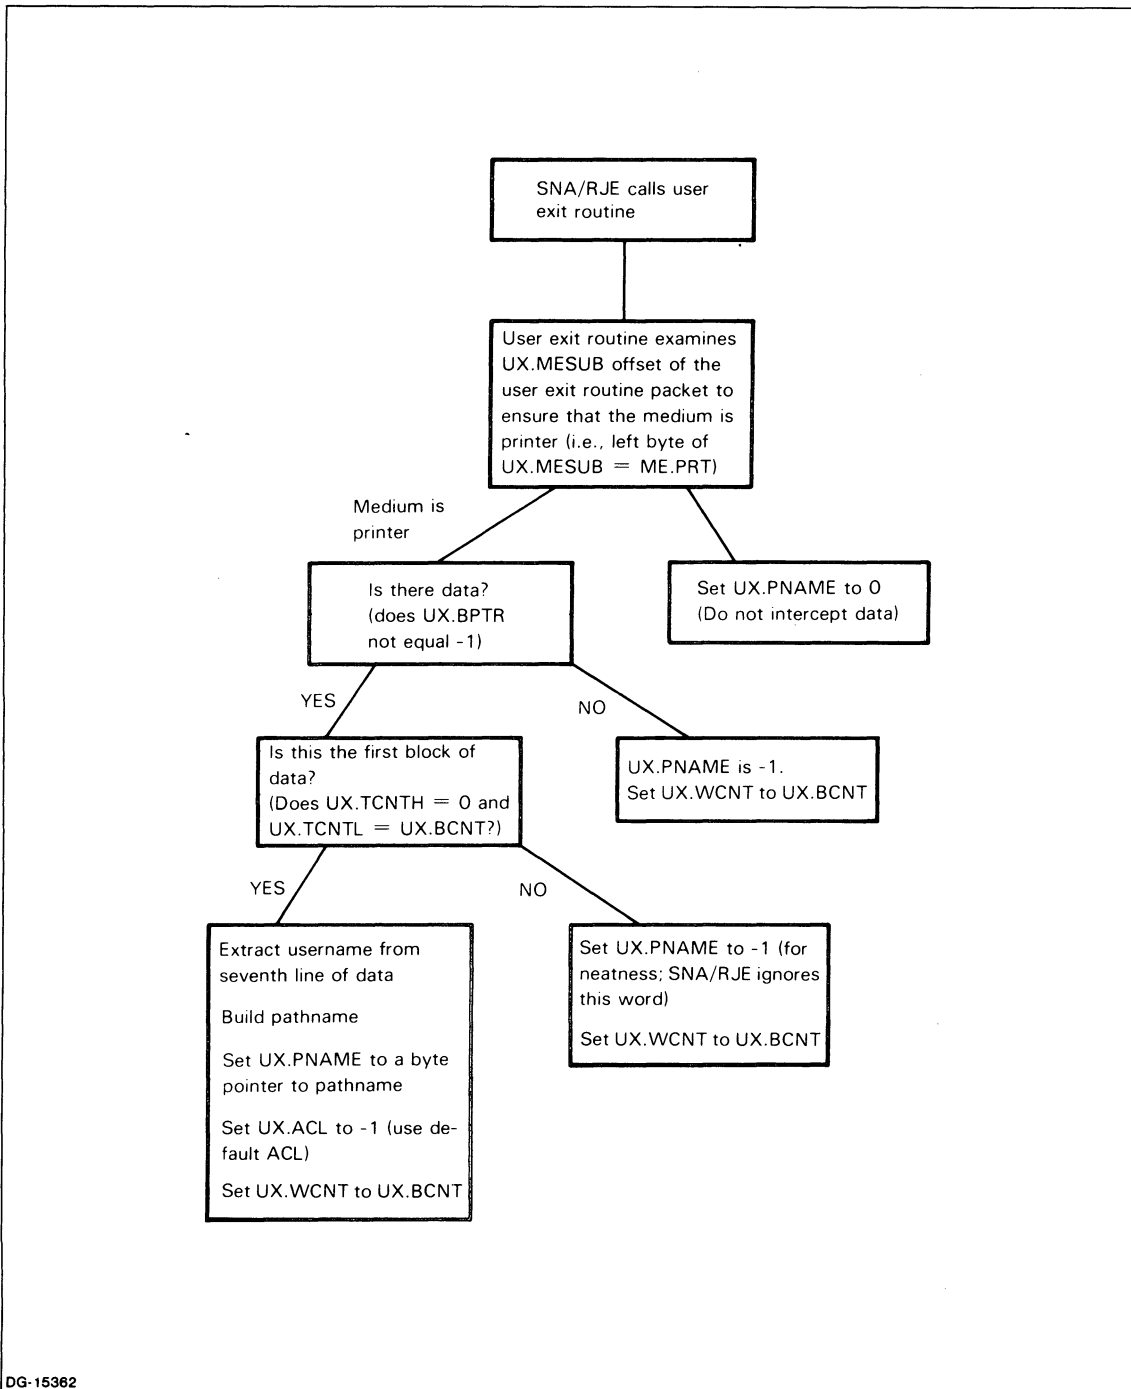 SNA/RJE calls user
exit routine
User exit routine examines
UX.MESUB offset of the
user exit routine packet to
ensure that the medium is
printer (i.e., left byte of
UX.MESUB = ME.PRT)
Medium is
printer
Is there data?
(does UX.BPTR
not equal -1)
Set UX.PNAME to 0
(Do not intercept data)
YES
NO
Is this the first block of
data?
(Does UX.TCNTH = 0 and
UX.TCNTL = UX.BCNT?)
UX.PNAME is -1.
Set UX.WCNT to UX.BCNT
YES
NO
Extract username from
seventh line of data
Build pathname
Set UX.PNAME to a byte
pointer to pathname
Set UX.ACL to -1 (use de-
fault ACL)
Set UX.WCNT to UX.BCNT
Set UX.PNAME to -1 (for
neatness; SNA/RJE ignores
this word)
Set UX.WCNT to UX.BCNT
DG-15362